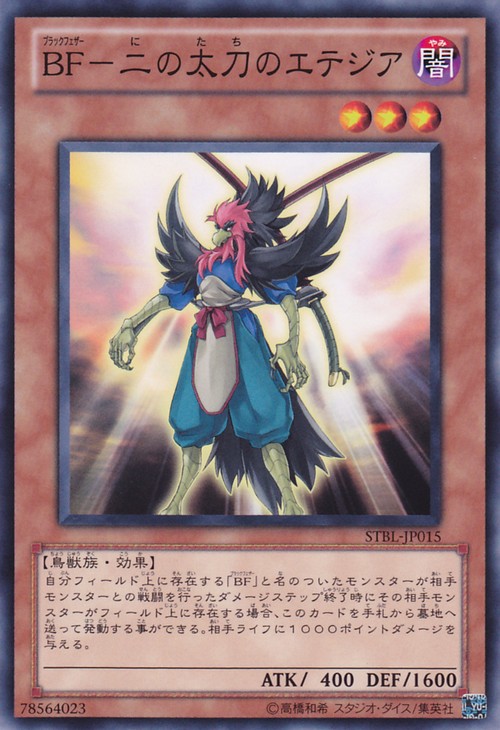 ブラックフェザー に たち
BF－二の太刀のエテジア
やみ
闇
STBL-JP015
【鳥獣族・効果】
自分フィールド上に存在する「BF」と名のついたモンスターが相手
モンスターとの戦闘を行ったダメージステップ終了時にその相手モン
スターがフィールド上に存在する場合、このカードを手札から墓地へ
送って発動する事ができる。相手ライフに1000ポイントダメージを
与える。
ATK/ 400 DEF/1600
78564023
©高橋和希 スタジオ・ダイス/集英社